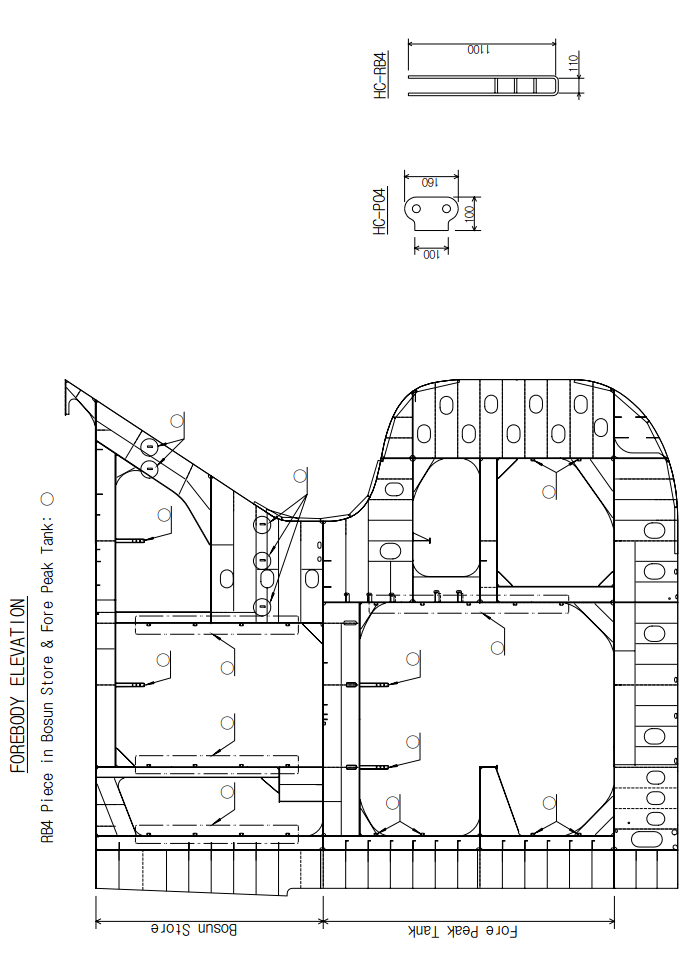 FOREBODY ELEVATION
RB4 Piece in Bosun Store & Fore Peak Tank: ○
HC-RB4
1100
110
HC-P04
160
100
100
Bosun Store
Fore Peak Tank